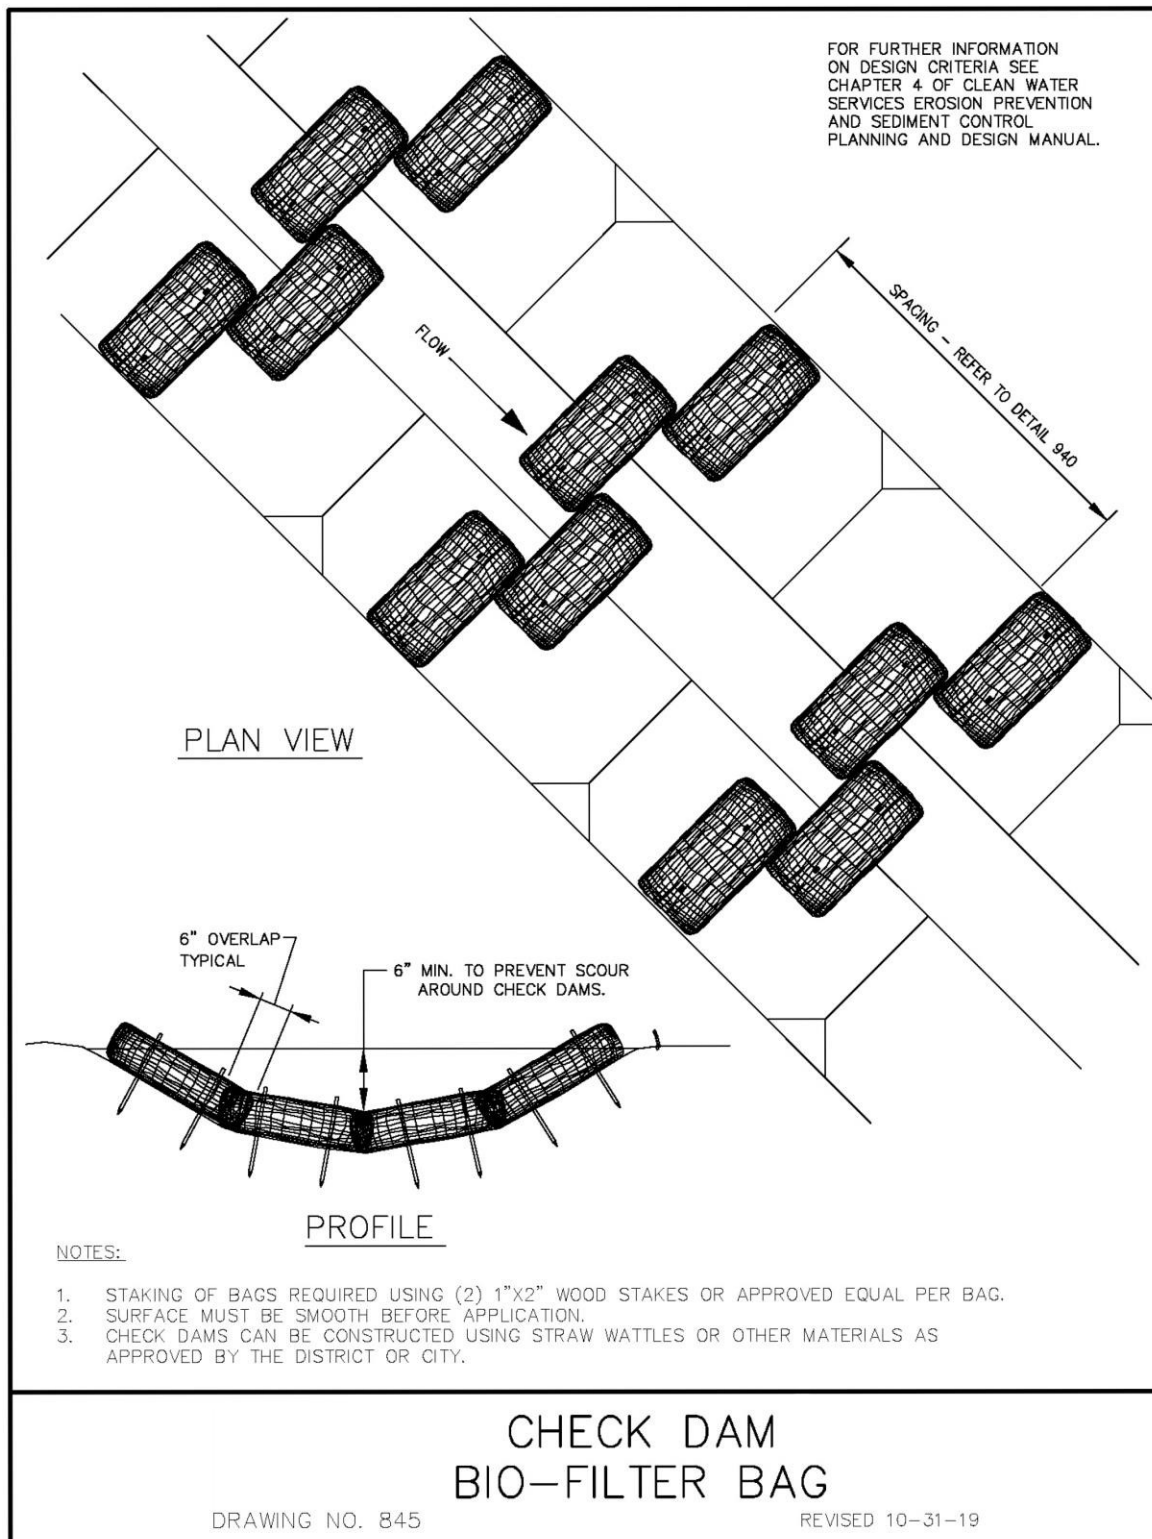 FOR FURTHER INFORMATION
ON DESIGN CRITERIA SEE
CHAPTER 4 OF CLEAN WATER
SERVICES EROSION PREVENTION
AND SEDIMENT CONTROL
PLANNING AND DESIGN MANUAL.
SPACING – REFER TO DETAIL 940
FLOW
PLAN VIEW
6" OVERLAP
TYPICAL
6" MIN. TO PREVENT SCOUR
AROUND CHECK DAMS.
PROFILE
NOTES:
1. STAKING OF BAGS REQUIRED USING (2) 1"X2" WOOD STAKES OR APPROVED EQUAL PER BAG.
2. SURFACE MUST BE SMOOTH BEFORE APPLICATION.
3. CHECK DAMS CAN BE CONSTRUCTED USING STRAW WATTLES OR OTHER MATERIALS AS
APPROVED BY THE DISTRICT OR CITY.
CHECK DAM
BIO–FILTER BAG
DRAWING NO. 845
REVISED 10–31–19